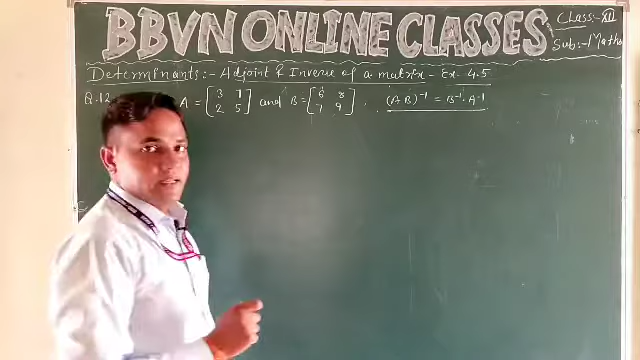 BBVN ONLINE CLASSES
Class:- XII
Sub:- Maths
Determinants:- Adjoint & Inverse of a matrix - Ex- 4.5
Q.12 A = [3 7 2 5] and B = [6 8 7 9]. (AB)⁻¹ = B⁻¹.A⁻¹